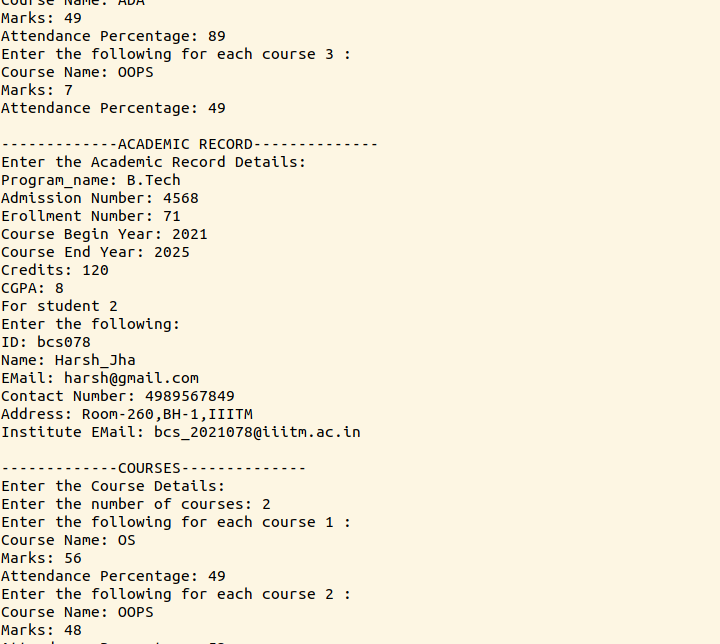 Course Name: ADA
Marks: 49
Attendance Percentage: 89
Enter the following for each course 3 :
Course Name: OOPS
Marks: 7
Attendance Percentage: 49
-------------ACADEMIC RECORD--------------
Enter the Academic Record Details:
Program_name: B.Tech
Admission Number: 4568
Erollment Number: 71
Course Begin Year: 2021
Course End Year: 2025
Credits: 120
CGPA: 8
For student 2
Enter the following:
ID: bcs078
Name: Harsh_Jha
EMail: harsh@gmail.com
Contact Number: 4989567849
Address: Room-260,BH-1,IIITM
Institute EMail: bcs_2021078@iiitm.ac.in
-------------COURSES--------------
Enter the Course Details:
Enter the number of courses: 2
Enter the following for each course 1 :
Course Name: OS
Marks: 56
Attendance Percentage: 49
Enter the following for each course 2 :
Course Name: OOPS
Marks: 48